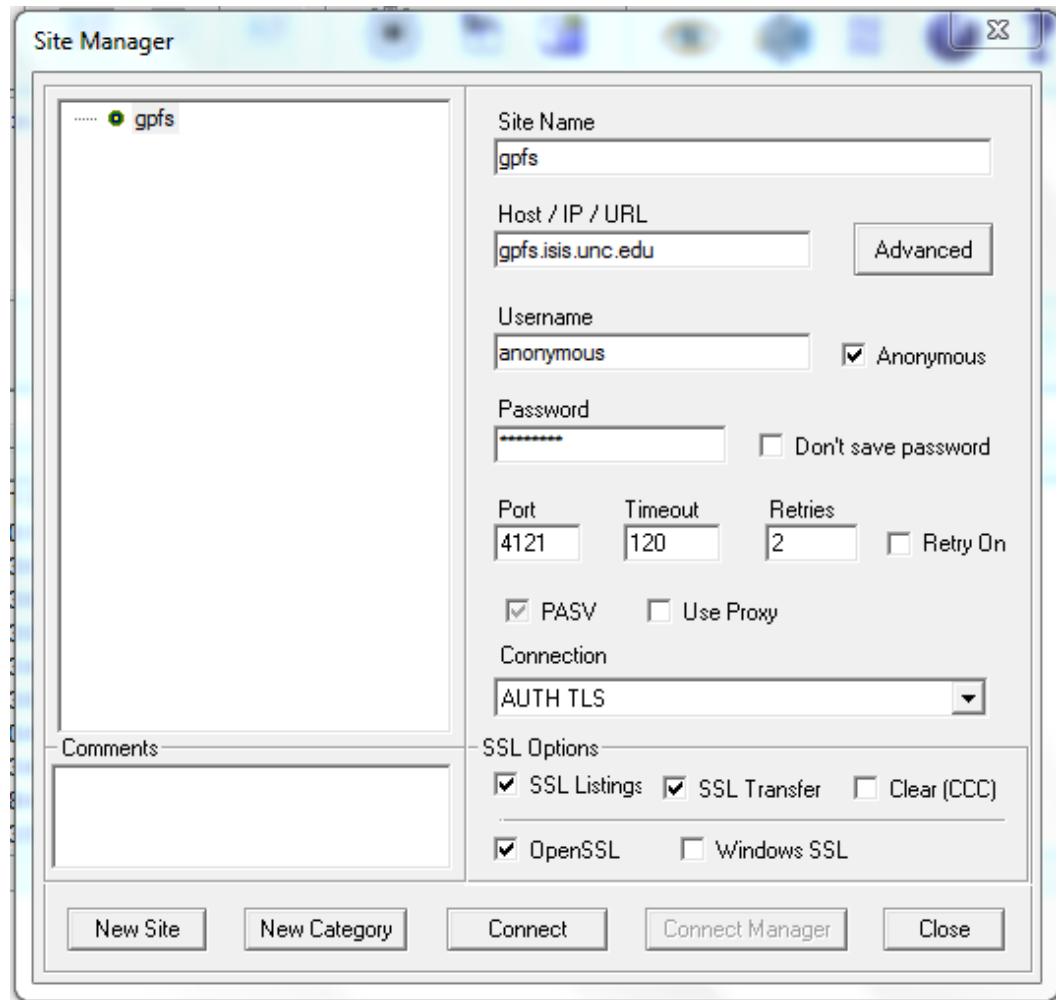 Site Manager
gpfs
Site Name
gpfs
Host / IP / URL
gpfs.isis.unc.edu
Advanced
Username
anonymous
Anonymous
Password
********
Don't save password
Port Timeout Retries
4121 120 2 Retry On
PASV Use Proxy
Connection
AUTH TLS
Comments
SSL Options
SSL Listings SSL Transfer Clear (CCC)
OpenSSL Windows SSL
New Site New Category Connect Connect Manager Close